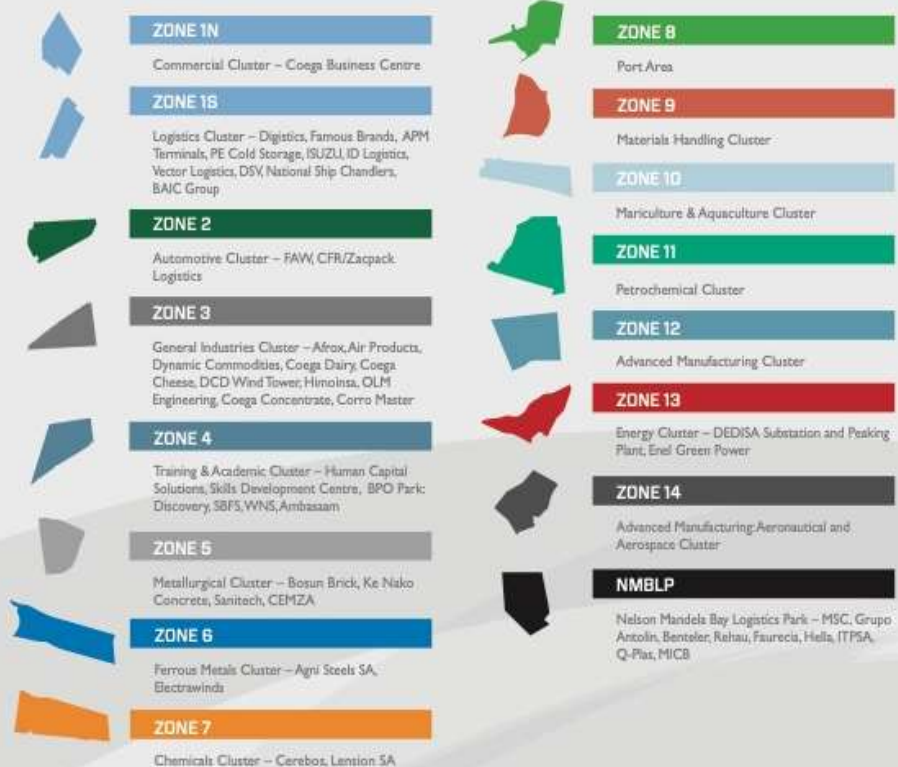 ZONE 1N
Commercial Cluster – Coega Business Centre
ZONE 1S
Logistics Cluster – Digistics, Famous Brands, APM
Terminals, PE Cold Storage, ISUZU, ID Logistics,
Vector Logistics, DSV, National Ship Chandlers,
BAIC Group
ZONE 2
Automotive Cluster – FAW, CFR/Zacpack
Logistics
ZONE 3
General Industries Cluster – Afrox, Air Products,
Dynamic Commodities, Coega Dairy, Coega
Cheese, DCD Wind Tower, Himoinsa, OLM
Engineering, Coega Concentrate, Corro Master
ZONE 4
Training & Academic Cluster – Human Capital
Solutions, Skills Development Centre, BPO Park:
Discovery, SBFS, WNS, Ambasaam
ZONE 5
Metallurgical Cluster – Bosun Brick, Ke Nako
Concrete, Sanitech, CEMZA
ZONE 6
Ferrous Metals Cluster – Agni Steels SA,
Electrawinds
ZONE 7
Chemicals Cluster – Cerebos, Lension SA
ZONE 8
Port Area
ZONE 9
Materials Handling Cluster
ZONE 10
Mariculture & Aquaculture Cluster
ZONE 11
Petrochemical Cluster
ZONE 12
Advanced Manufacturing Cluster
ZONE 13
Energy Cluster – DEDISA Substation and Peaking
Plant, Enel Green Power
ZONE 14
Advanced Manufacturing: Aeronautical and
Aerospace Cluster
NMBLP
Nelson Mandela Bay Logistics Park – MSC, Grupo
Antolin, Benteler, Rehau, Faurecia, Hella, ITPSA,
Q-Plas, MICB